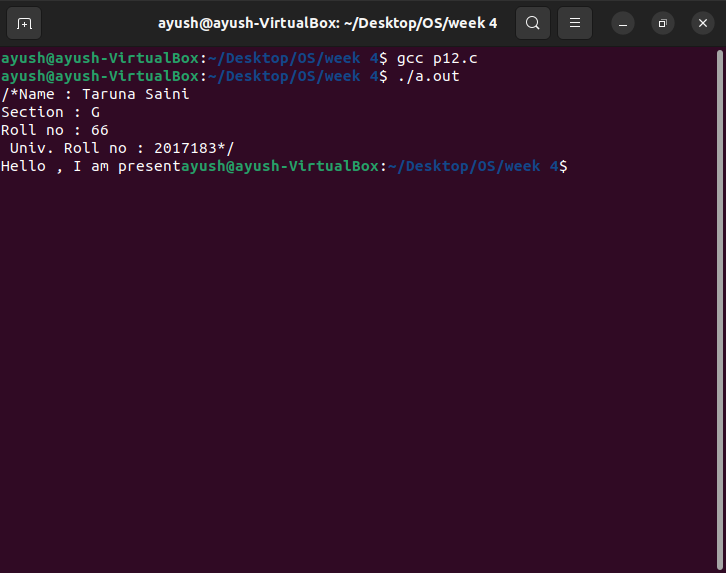 ayush@ayush-VirtualBox: ~/Desktop/OS/week 4
ayush@ayush-VirtualBox:~/Desktop/OS/week 4$ gcc p12.c
ayush@ayush-VirtualBox:~/Desktop/OS/week 4$ ./a.out
/*Name : Taruna Saini
Section : G
Roll no : 66
 Univ. Roll no : 2017183*/
Hello , I am presentayush@ayush-VirtualBox:~/Desktop/OS/week 4$